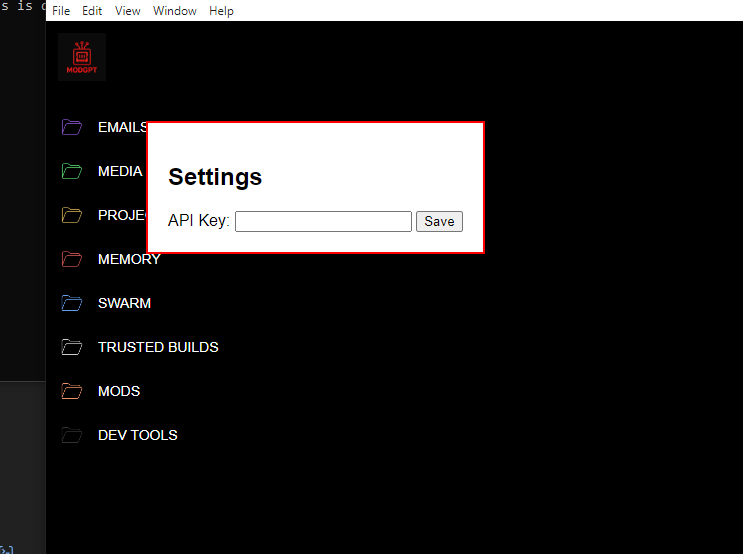 s is
File Edit View Window Help
MODGPT
EMAILS
MEDIA
Settings
PROJEC
API Key: Save
MEMORY
SWARM
TRUSTED BUILDS
MODS
DEV TOOLS